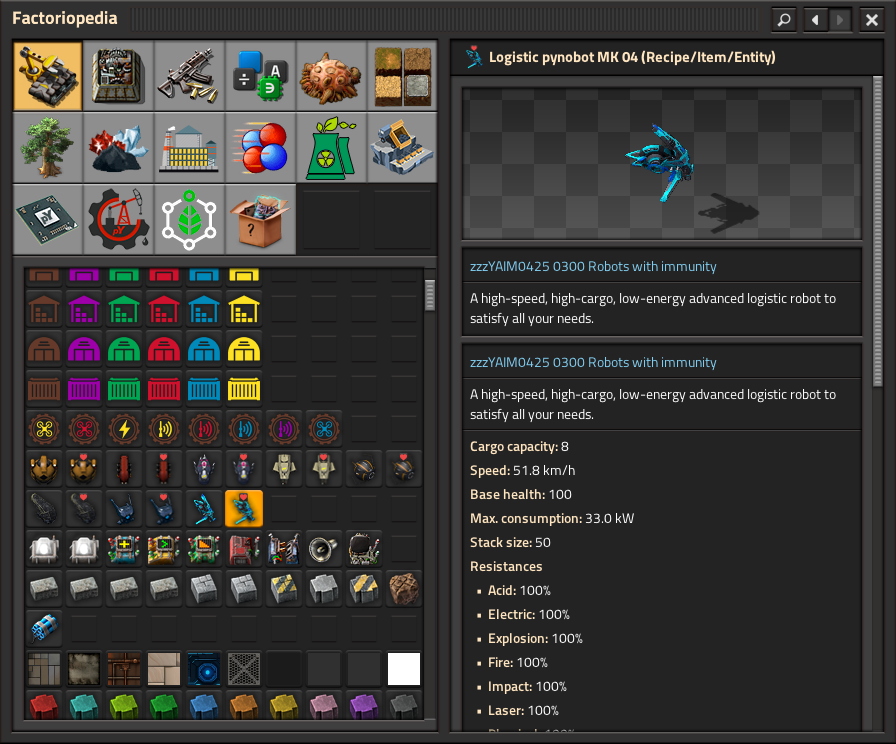 Factoriopedia
Logistic pynobot MK 04 (Recipe/Item/Entity)
zzzYAIM0425 0300 Robots with immunity
A high-speed, high-cargo, low-energy advanced logistic robot to
satisfy all your needs.
zzzYAIM0425 0300 Robots with immunity
A high-speed, high-cargo, low-energy advanced logistic robot to
satisfy all your needs.
Cargo capacity: 8
Speed: 51.8 km/h
Base health: 100
Max. consumption: 33.0 kW
Stack size: 50
Resistances
▪ Acid: 100%
▪ Electric: 100%
▪ Explosion: 100%
▪ Fire: 100%
▪ Impact: 100%
▪ Laser: 100%